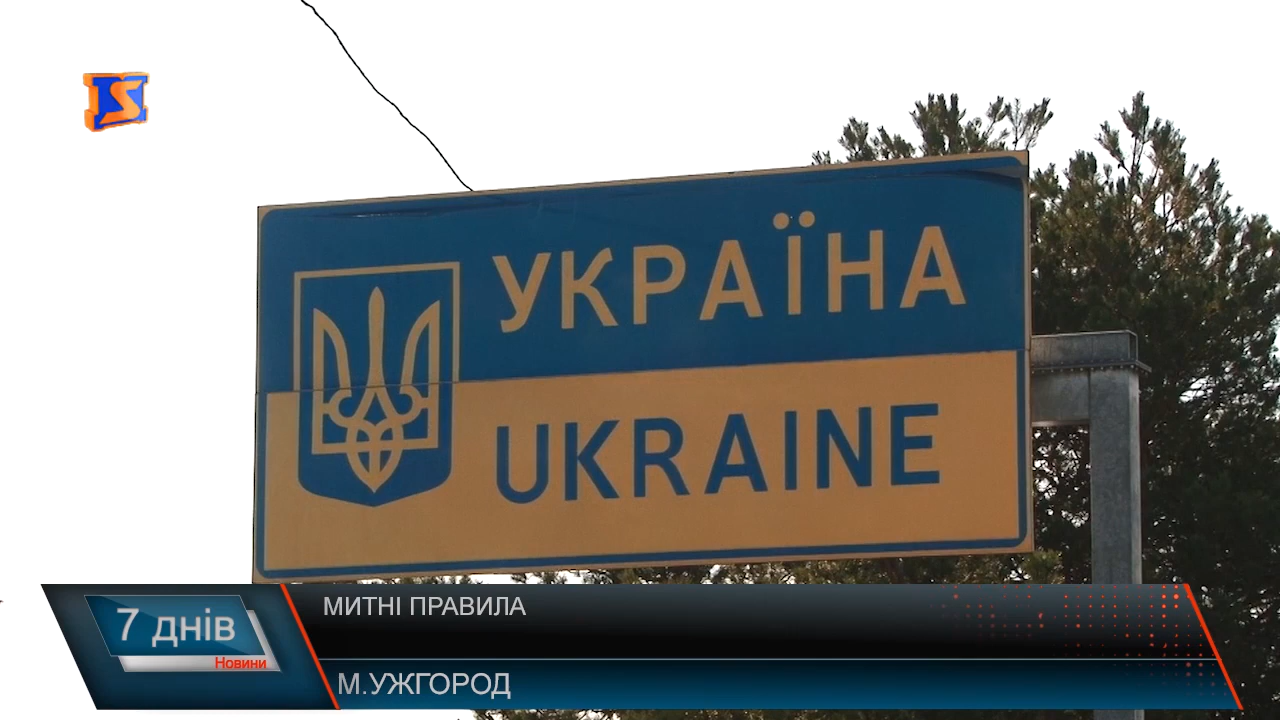 УКРАЇНА
UKRAINE
7 днів
Новини
МИТНІ ПРАВИЛА
М.УЖГОРОД